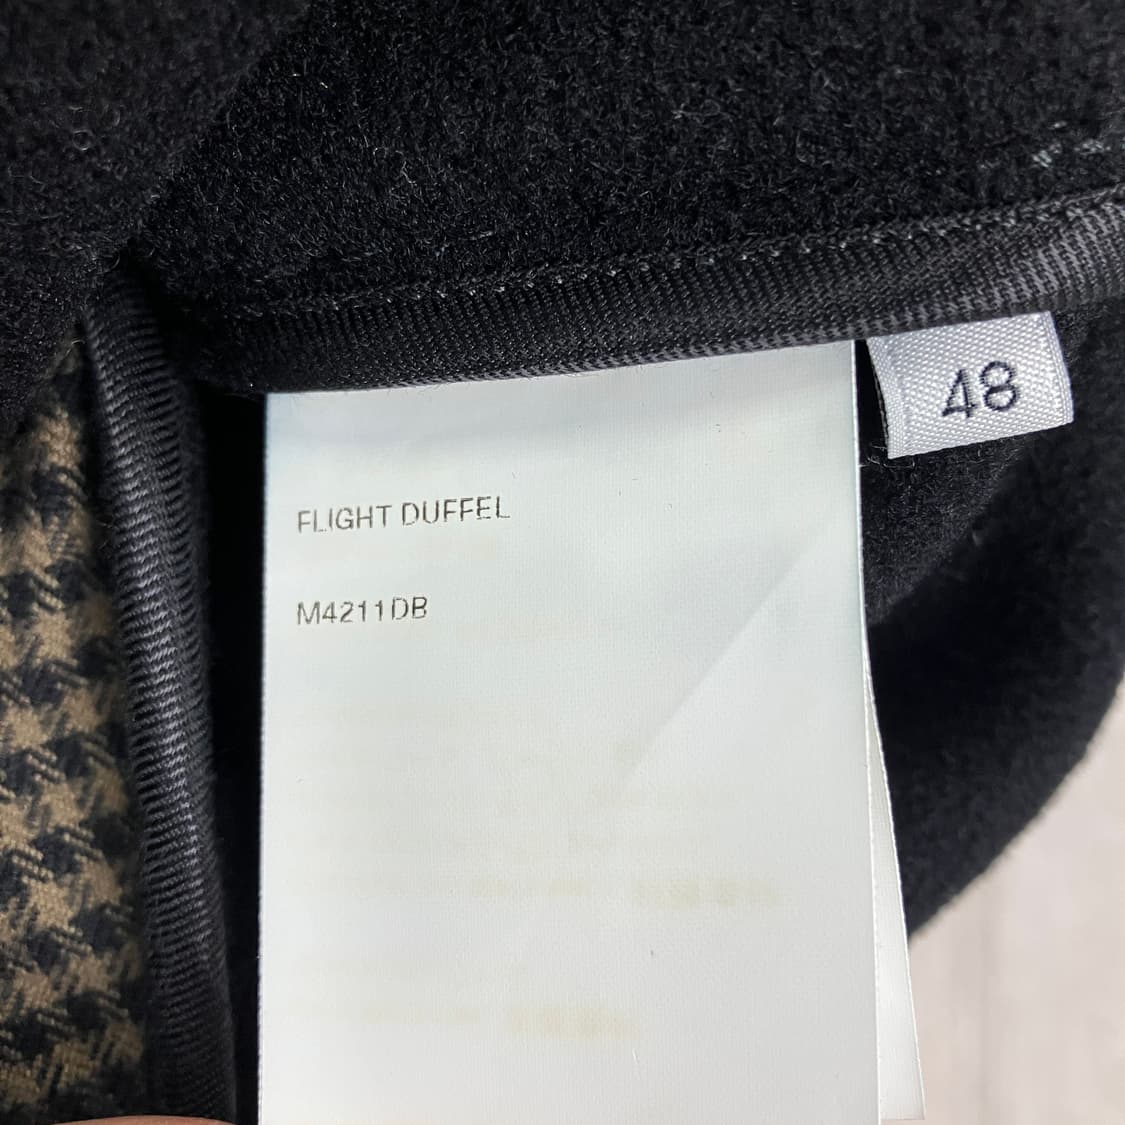 48
FLIGHT DUFFEL
M4211DB